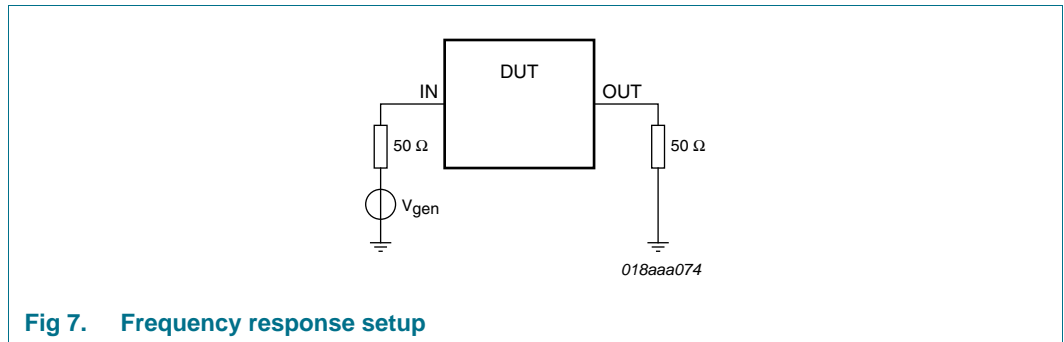 DUT
IN
OUT
50 Ω
50 Ω
Vgen
018aaa074
Fig 7. Frequency response setup